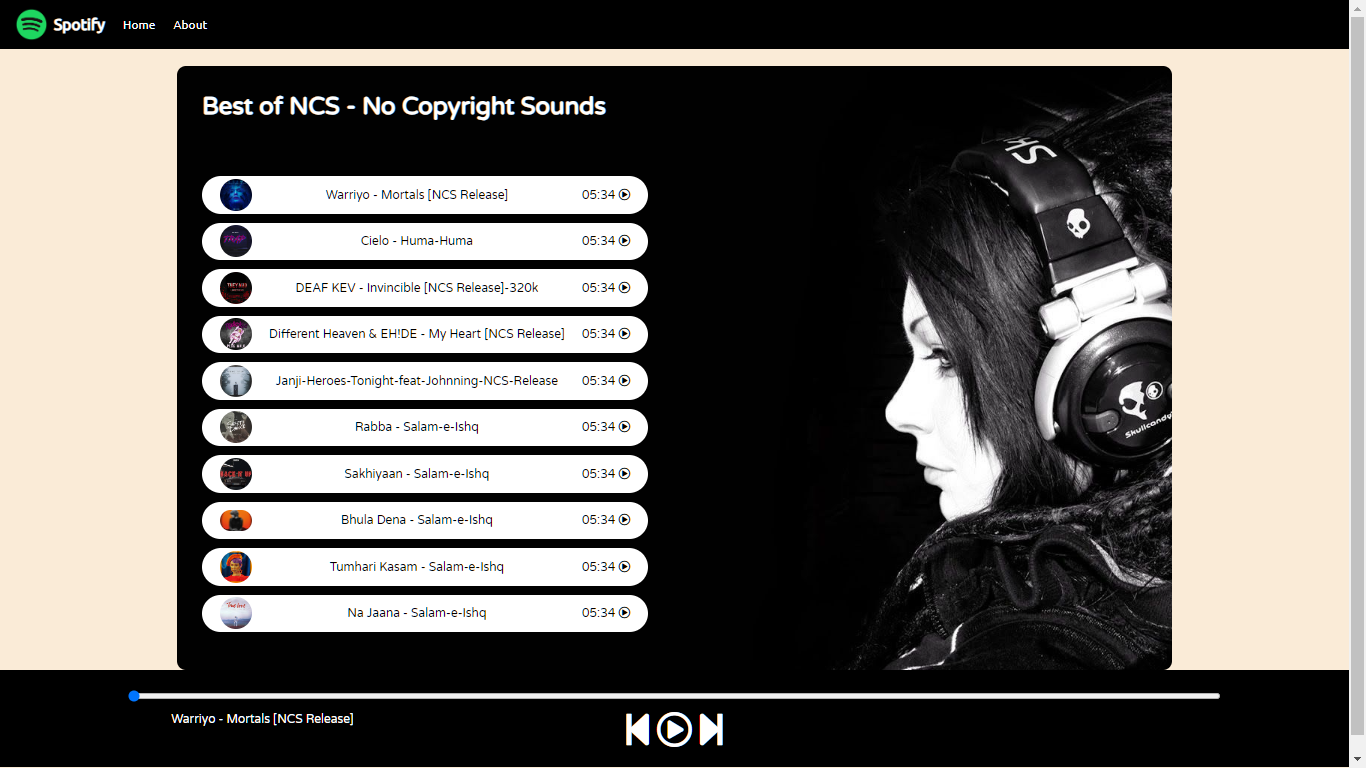 Spotify Home About
Best of NCS - No Copyright Sounds
Warriyo - Mortals [NCS Release] 05:34
Cielo - Huma-Huma 05:34
DEAF KEV - Invincible [NCS Release]-320k 05:34
Different Heaven & EH!DE - My Heart [NCS Release] 05:34
Janji-Heroes-Tonight-feat-Johnning-NCS-Release 05:34
Rabba - Salam-e-Ishq 05:34
Sakhiyaan - Salam-e-Ishq 05:34
Bhula Dena - Salam-e-Ishq 05:34
Tumhari Kasam - Salam-e-Ishq 05:34
Na Jaana - Salam-e-Ishq 05:34
Skullcandy
Warriyo - Mortals [NCS Release]